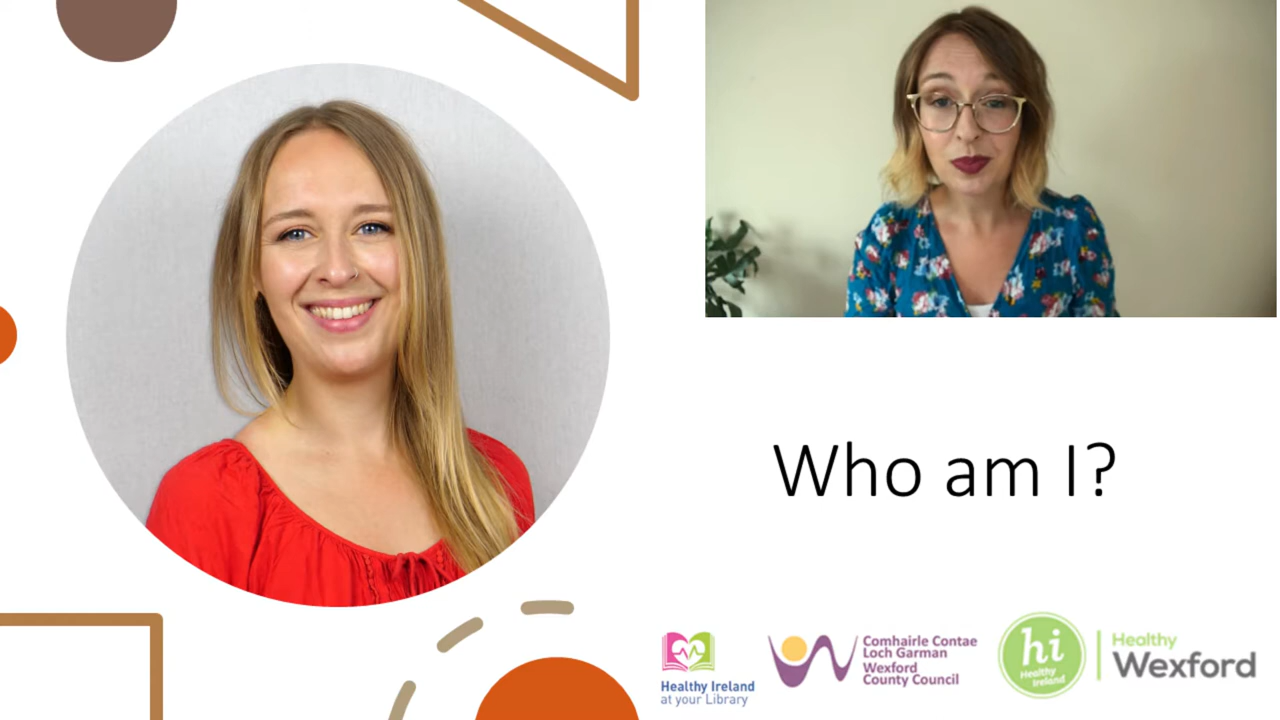 Who am I?
Healthy Ireland
at your Library
Comhairle Contae
Loch Garman
Wexford
County Council
hi
Healthy
Ireland
Healthy
Wexford